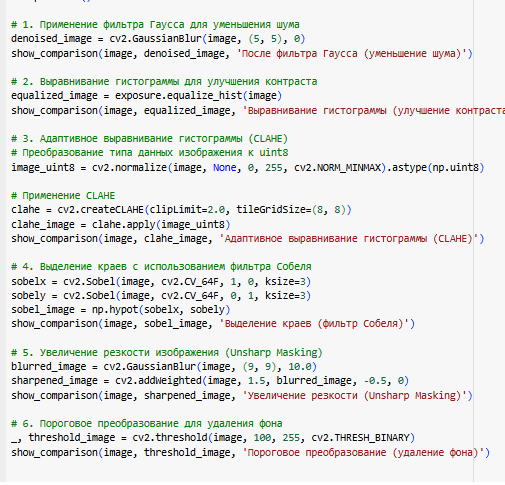 # 1. Применение фильтра Гаусса для уменьшения шума
denoised_image = cv2.GaussianBlur(image, (5, 5), 0)
show_comparison(image, denoised_image, 'После фильтра Гаусса (уменьшение шума)')
# 2. Выравнивание гистограммы для улучшения контраста
equalized_image = exposure.equalize_hist(image)
show_comparison(image, equalized_image, 'Выравнивание гистограммы (улучшение контраста
# 3. Адаптивное выравнивание гистограммы (CLAHE)
# Преобразование типа данных изображения к uint8
image_uint8 = cv2.normalize(image, None, 0, 255, cv2.NORM_MINMAX).astype(np.uint8)
# Применение CLAHE
clahe = cv2.createCLAHE(clipLimit=2.0, tileGridSize=(8, 8))
clahe_image = clahe.apply(image_uint8)
show_comparison(image, clahe_image, 'Адаптивное выравнивание гистограммы (CLAHE)')
# 4. Выделение краев с использованием фильтра Собеля
sobelx = cv2.Sobel(image, cv2.CV_64F, 1, 0, ksize=3)
sobely = cv2.Sobel(image, cv2.CV_64F, 0, 1, ksize=3)
sobel_image = np.hypot(sobelx, sobely)
show_comparison(image, sobel_image, 'Выделение краев (фильтр Собеля)')
# 5. Увеличение резкости изображения (Unsharp Masking)
blurred_image = cv2.GaussianBlur(image, (9, 9), 10.0)
sharpened_image = cv2.addWeighted(image, 1.5, blurred_image, -0.5, 0)
show_comparison(image, sharpened_image, 'Увеличение резкости (Unsharp Masking)')
# 6. Пороговое преобразование для удаления фона
_, threshold_image = cv2.threshold(image, 100, 255, cv2.THRESH_BINARY)
show_comparison(image, threshold_image, 'Пороговое преобразование (удаление фона)')